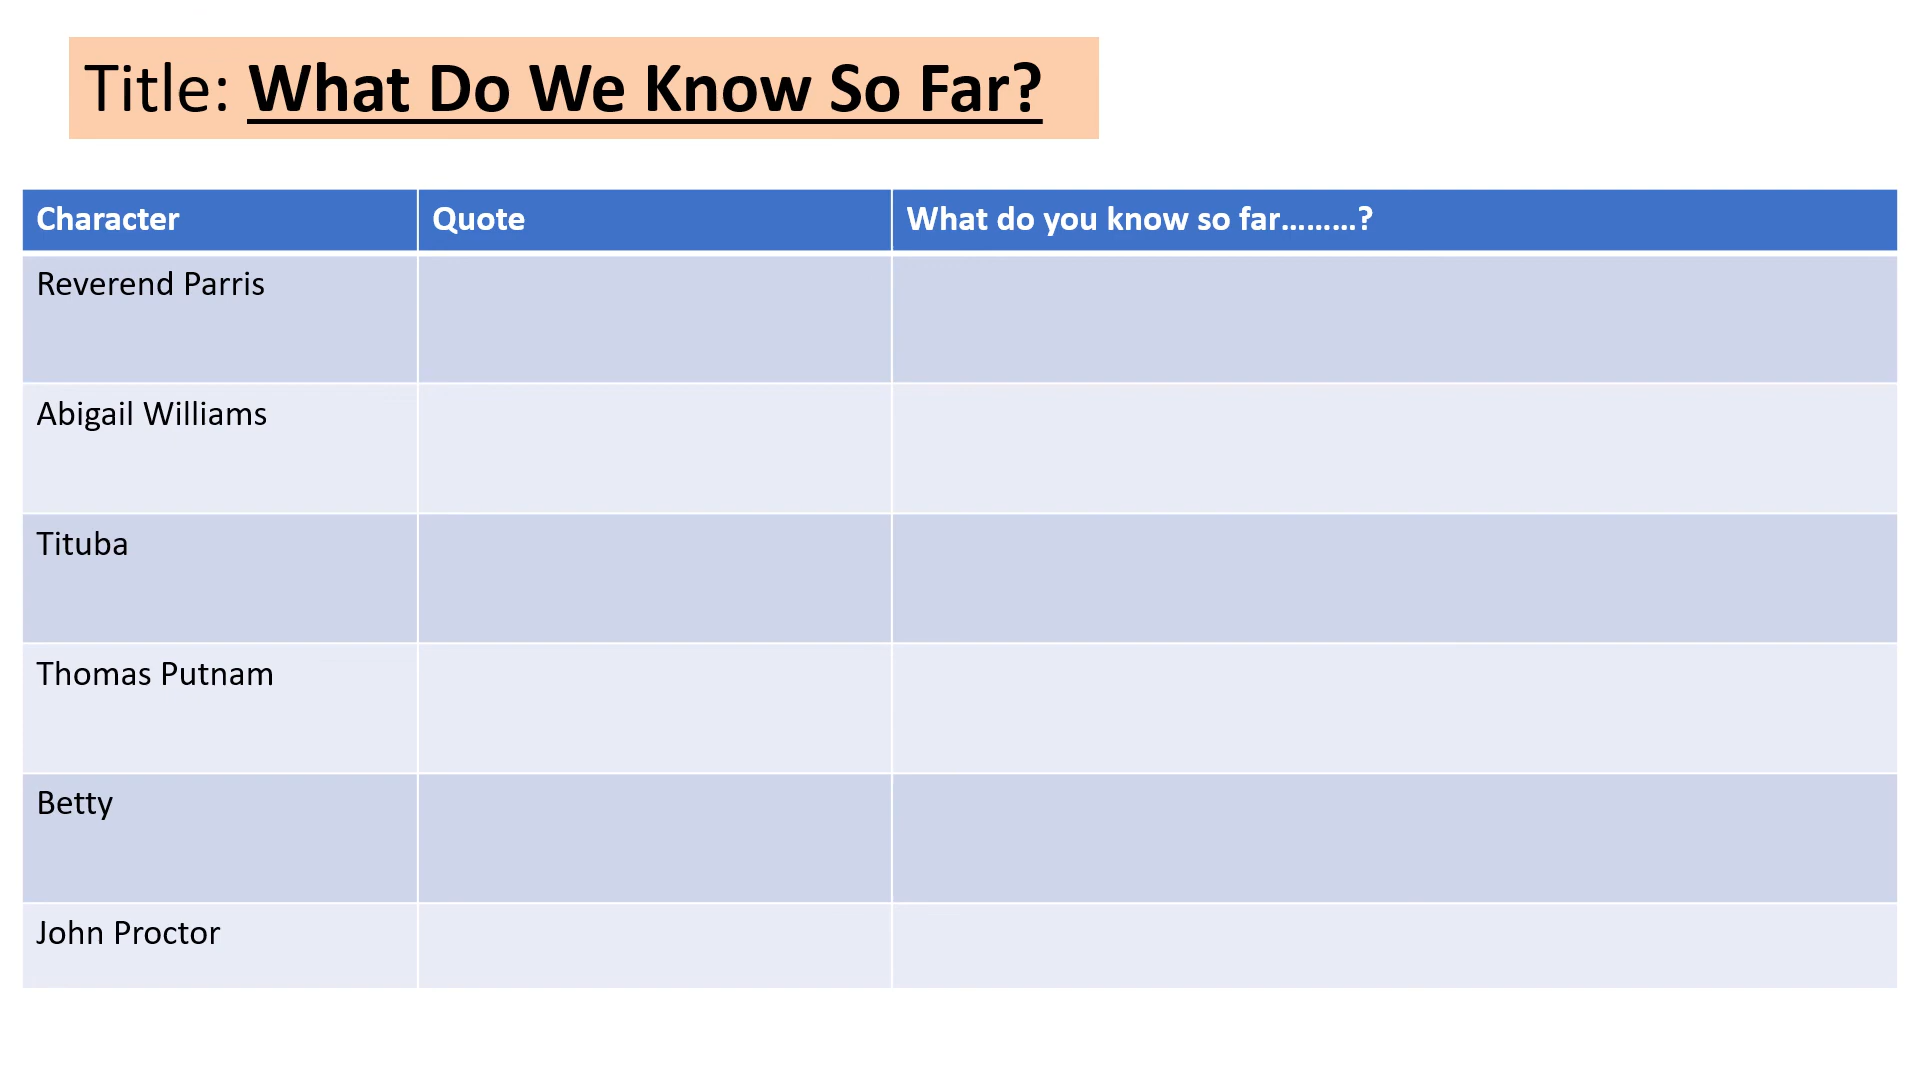 Title: What Do We Know So Far?
Character Quote What do you know so far………?
Reverend Parris
Abigail Williams
Tituba
Thomas Putnam
Betty
John Proctor